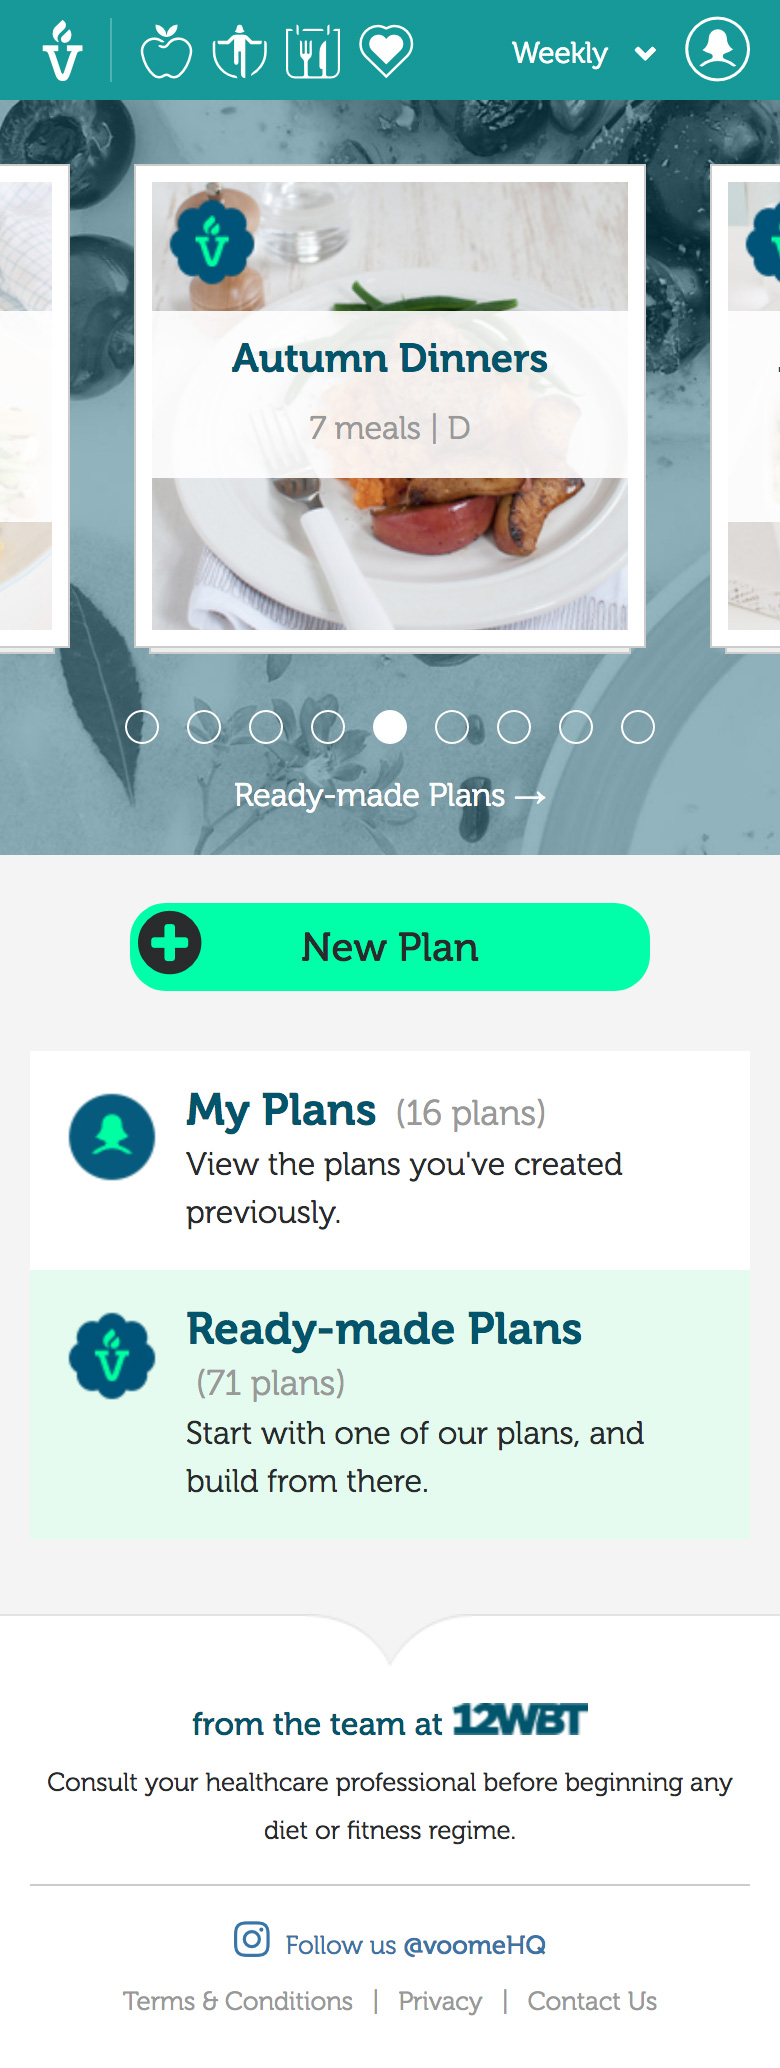 Weekly
Autumn Dinners
7 meals | D
Ready-made Plans →
New Plan
My Plans (16 plans)
View the plans you've created
previously.
Ready-made Plans
(71 plans)
Start with one of our plans, and
build from there.
from the team at 12WBT
Consult your healthcare professional before beginning any
diet or fitness regime.
Follow us @voomeHQ
Terms & Conditions | Privacy | Contact Us